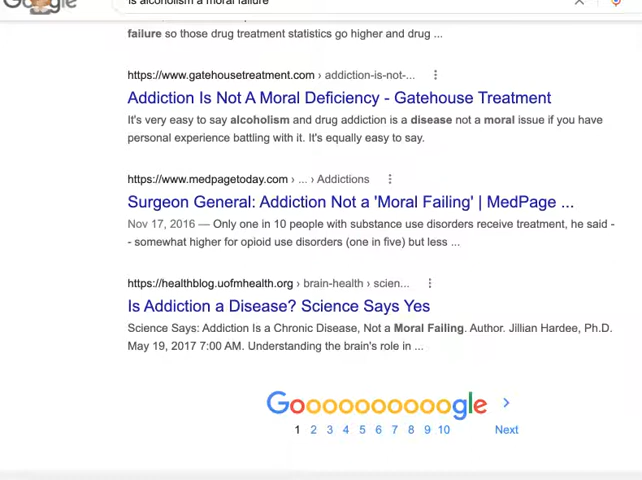 is alcoholism a moral failure
failure so those drug treatment statistics go higher and drug ...
https://www.gatehousetreatment.com › addiction-is-not-...
Addiction Is Not A Moral Deficiency - Gatehouse Treatment
It's very easy to say alcoholism and drug addiction is a disease not a moral issue if you have
personal experience battling with it. It's equally easy to say.
https://www.medpagetoday.com › ... › Addictions
Surgeon General: Addiction Not a 'Moral Failing' | MedPage ...
Nov 17, 2016 — Only one in 10 people with substance use disorders receive treatment, he said -
- somewhat higher for opioid use disorders (one in five) but less ...
https://healthblog.uofmhealth.org › brain-health › scien...
Is Addiction a Disease? Science Says Yes
Science Says: Addiction Is a Chronic Disease, Not a Moral Failing. Author. Jillian Hardee, Ph.D.
May 19, 2017 7:00 AM. Understanding the brain's role in ...
Goooooooooogle >
1 2 3 4 5 6 7 8 9 10 Next